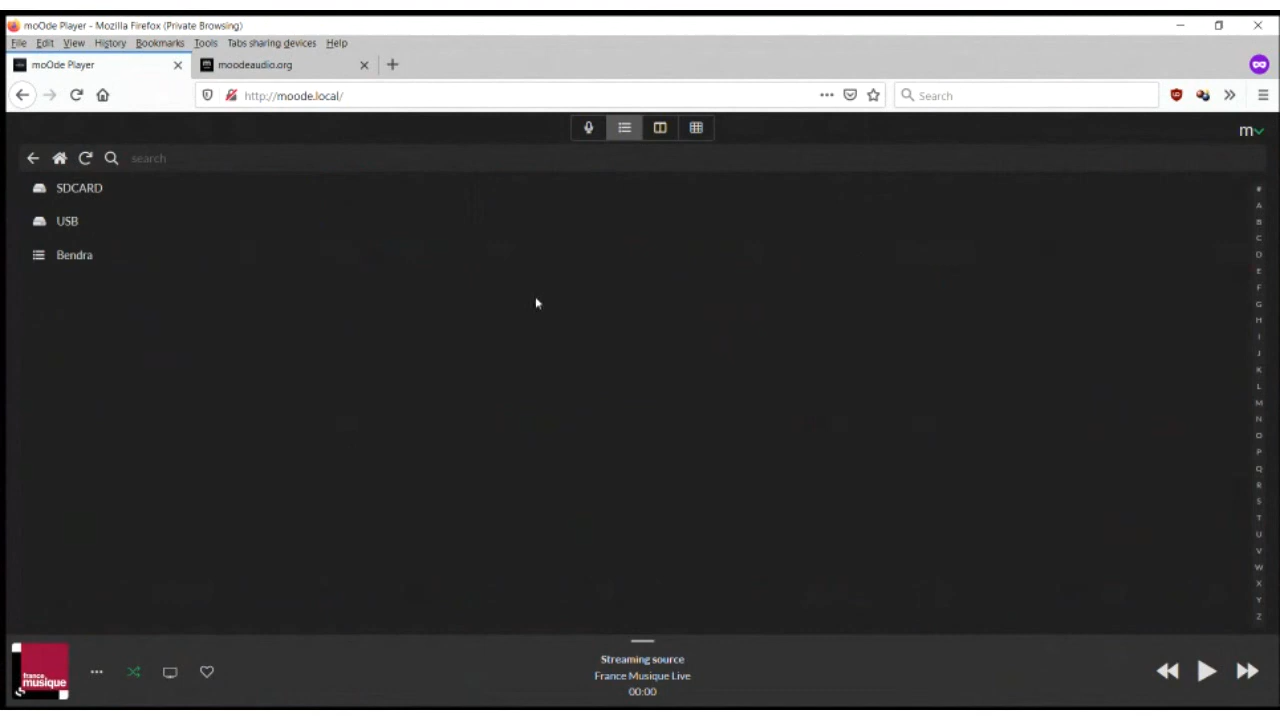 moOde Player - Mozilla Firefox (Private Browsing)
File Edit View History Bookmarks Tools Tabs sharing devices Help
moOde Player
moodeaudio.org
http://moode.local/
Search
m
search
SDCARD
USB
Bendra
#
A
B
C
D
E
F
G
H
I
J
K
L
M
N
O
P
Q
R
S
T
U
V
W
X
Y
Z
france
musique
Streaming source
France Musique Live
00:00